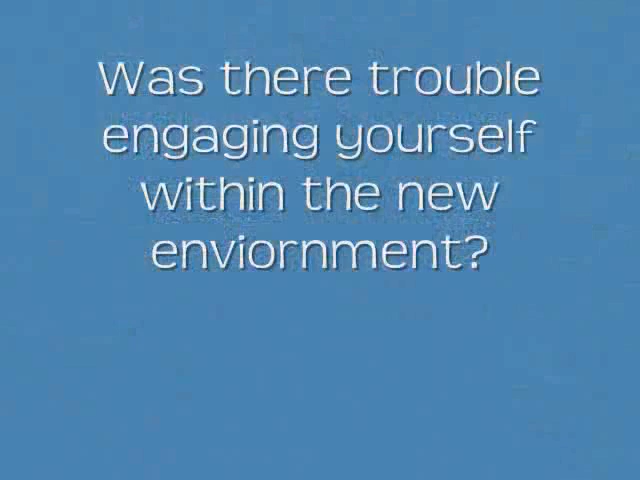 Was there trouble
engaging yourself
within the new
enviornment?